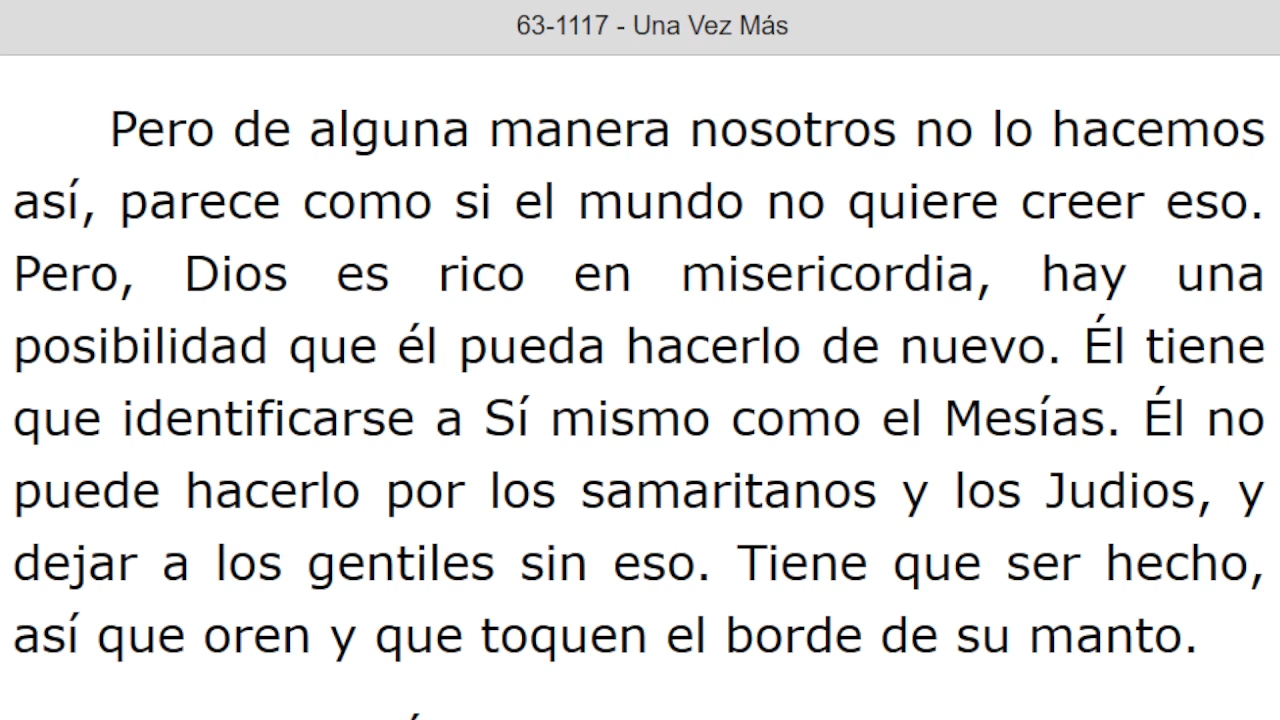 63-1117 - Una Vez Más
Pero de alguna manera nosotros no lo hacemos
así, parece como si el mundo no quiere creer eso.
Pero, Dios es rico en misericordia, hay una
posibilidad que él pueda hacerlo de nuevo. Él tiene
que identificarse a Sí mismo como el Mesías. Él no
puede hacerlo por los samaritanos y los Judios, y
dejar a los gentiles sin eso. Tiene que ser hecho,
así que oren y que toquen el borde de su manto.